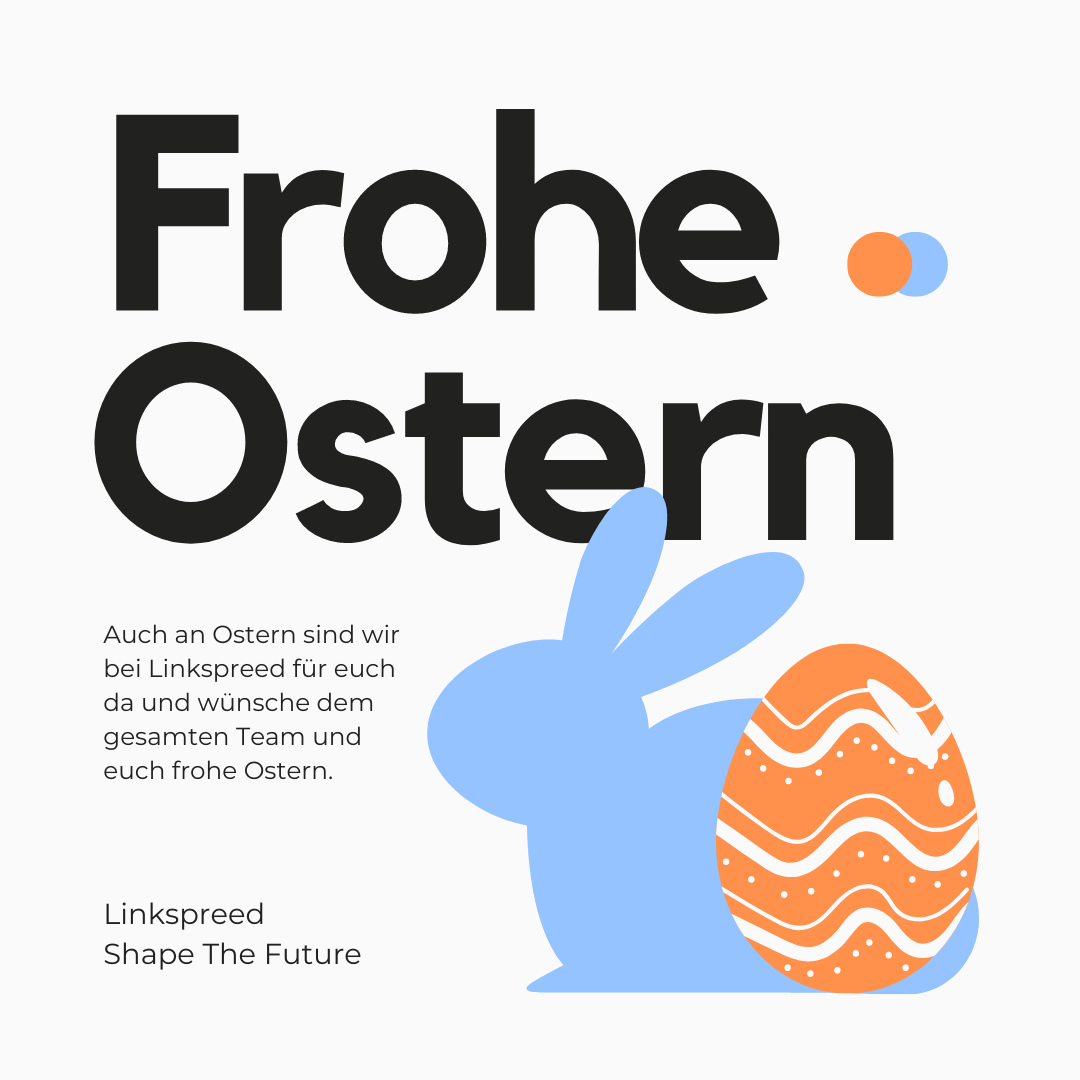 Frohe
Ostern
Auch an Ostern sind wir
bei Linkspreed für euch
da und wünsche dem
gesamten Team und
euch frohe Ostern.
Linkspreed
Shape The Future